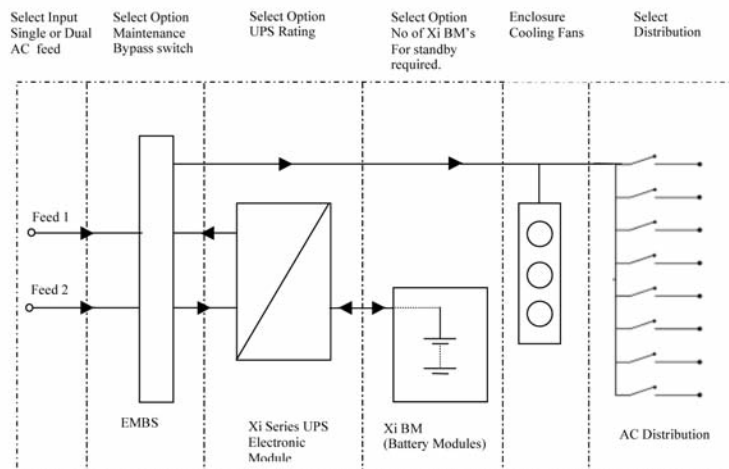 Select Input
Single or Dual
AC feed
Select Option
Maintenance
Bypass switch
Select Option
UPS Rating
Select Option
No of Xi BM's
For standby
required.
Enclosure
Cooling Fans
Select
Distribution
Feed 1
Feed 2
EMBS
Xi Series UPS
Electronic
Module
Xi BM
(Battery Modules)
AC Distribution